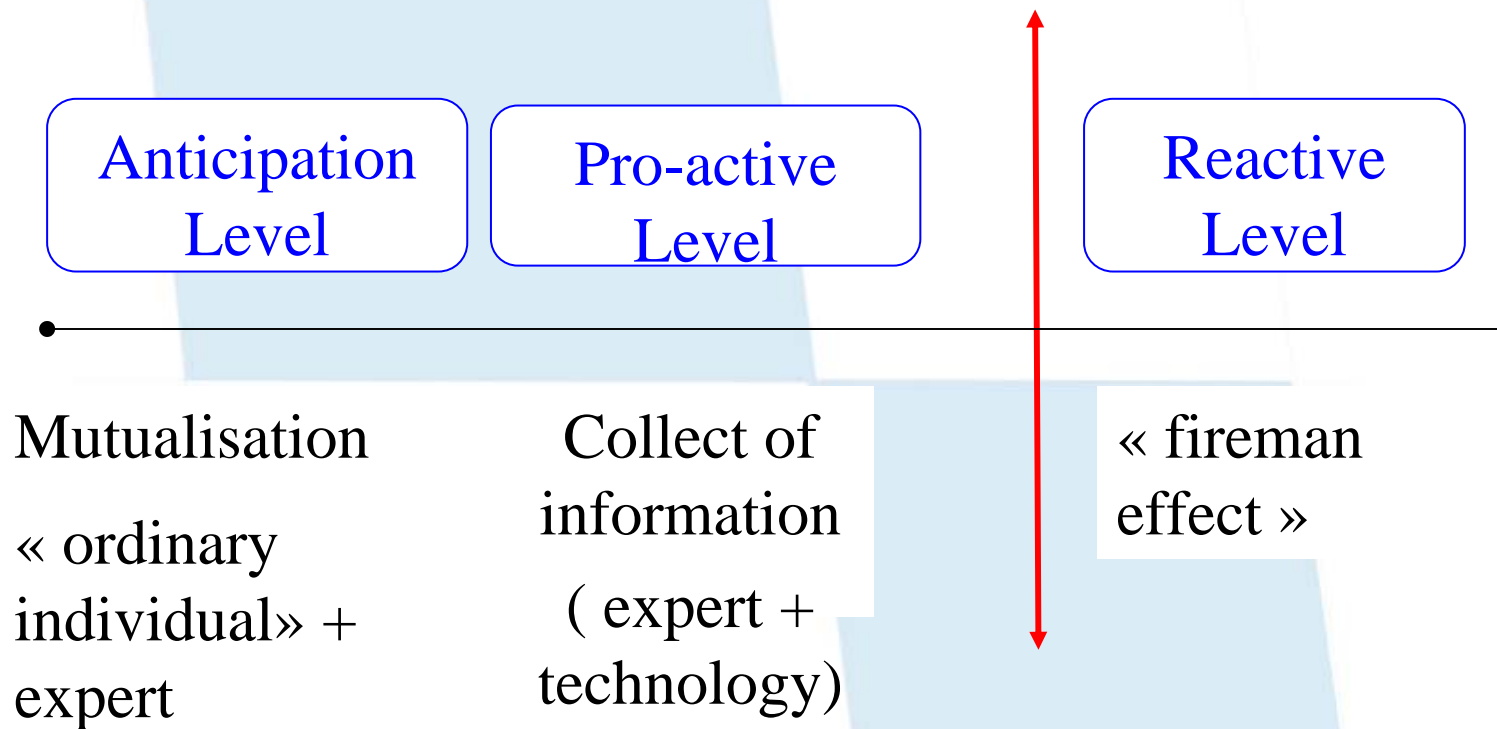 Anticipation
Level
Pro-active
Level
Reactive
Level
Mutualisation
« ordinary
individual» +
expert
Collect of
information
( expert +
technology)
« fireman
effect »